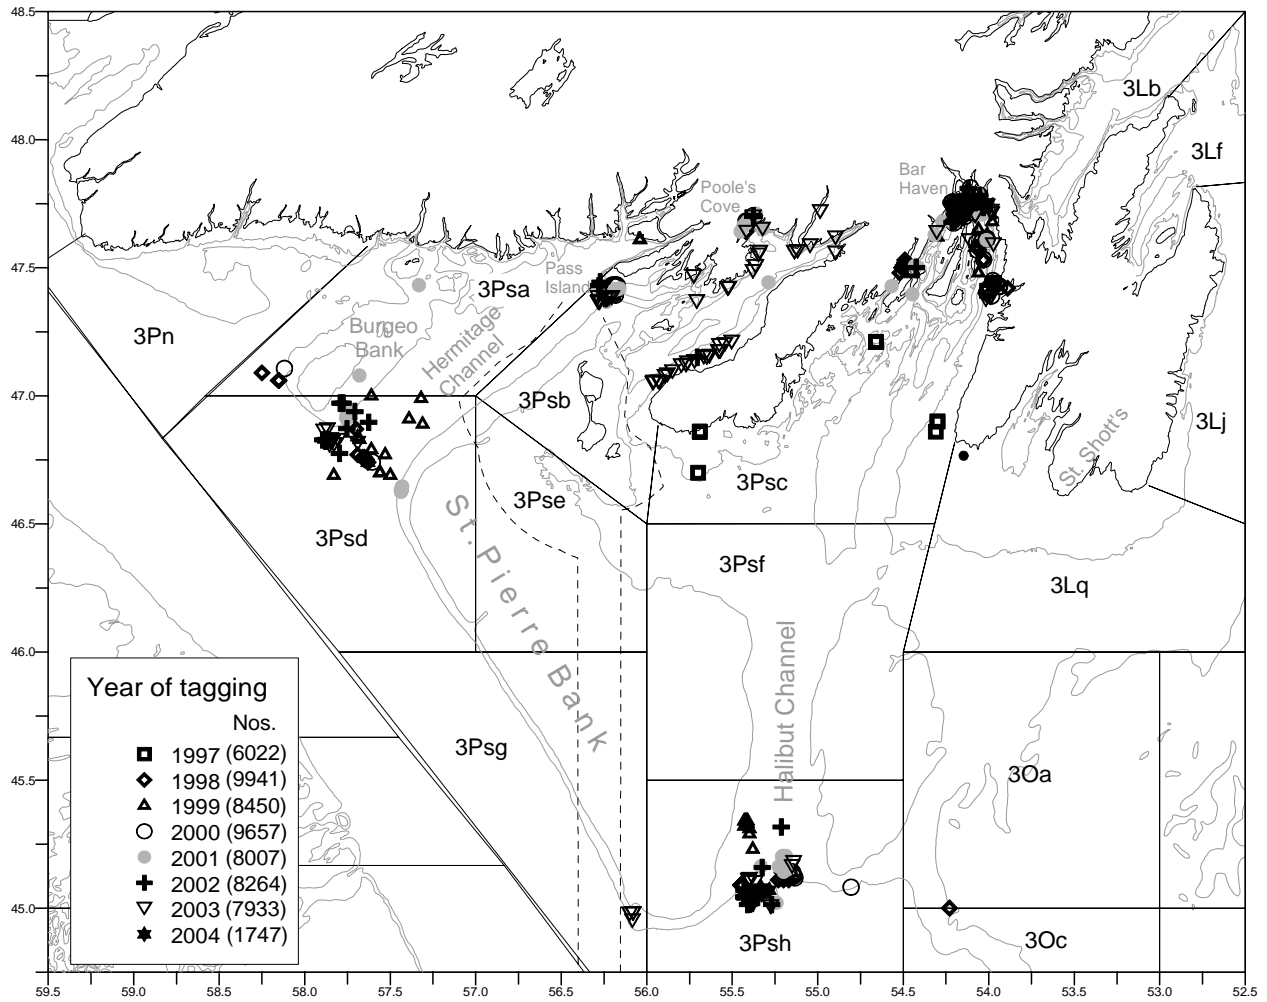 48.5
48.0
47.5
47.0
46.5
46.0
45.5
45.0
59.5
59.0
58.5
58.0
57.5
57.0
56.5
56.0
55.5
55.0
54.5
54.0
53.5
53.0
52.5
3Lb
3Lf
Bar
Haven
Poole's
Cove
Pass
Island
3Psa
3Pn
Burgeo
Bank
Hermitage
Channel
3Psb
3Lj
St. Shott's
3Psc
3Pse
3Psd
St. Pierre Bank
3Psf
3Lq
Halibut Channel
3Psg
3Oa
3Psh
3Oc
Year of tagging
Nos.
1997 (6022)
1998 (9941)
1999 (8450)
2000 (9657)
2001 (8007)
2002 (8264)
2003 (7933)
2004 (1747)